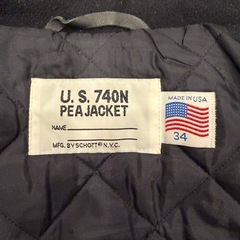 U.S. 740N
PEA JACKET
NAME
MFG. BY SCHOTT® N.Y.C.
MADE IN USA
34